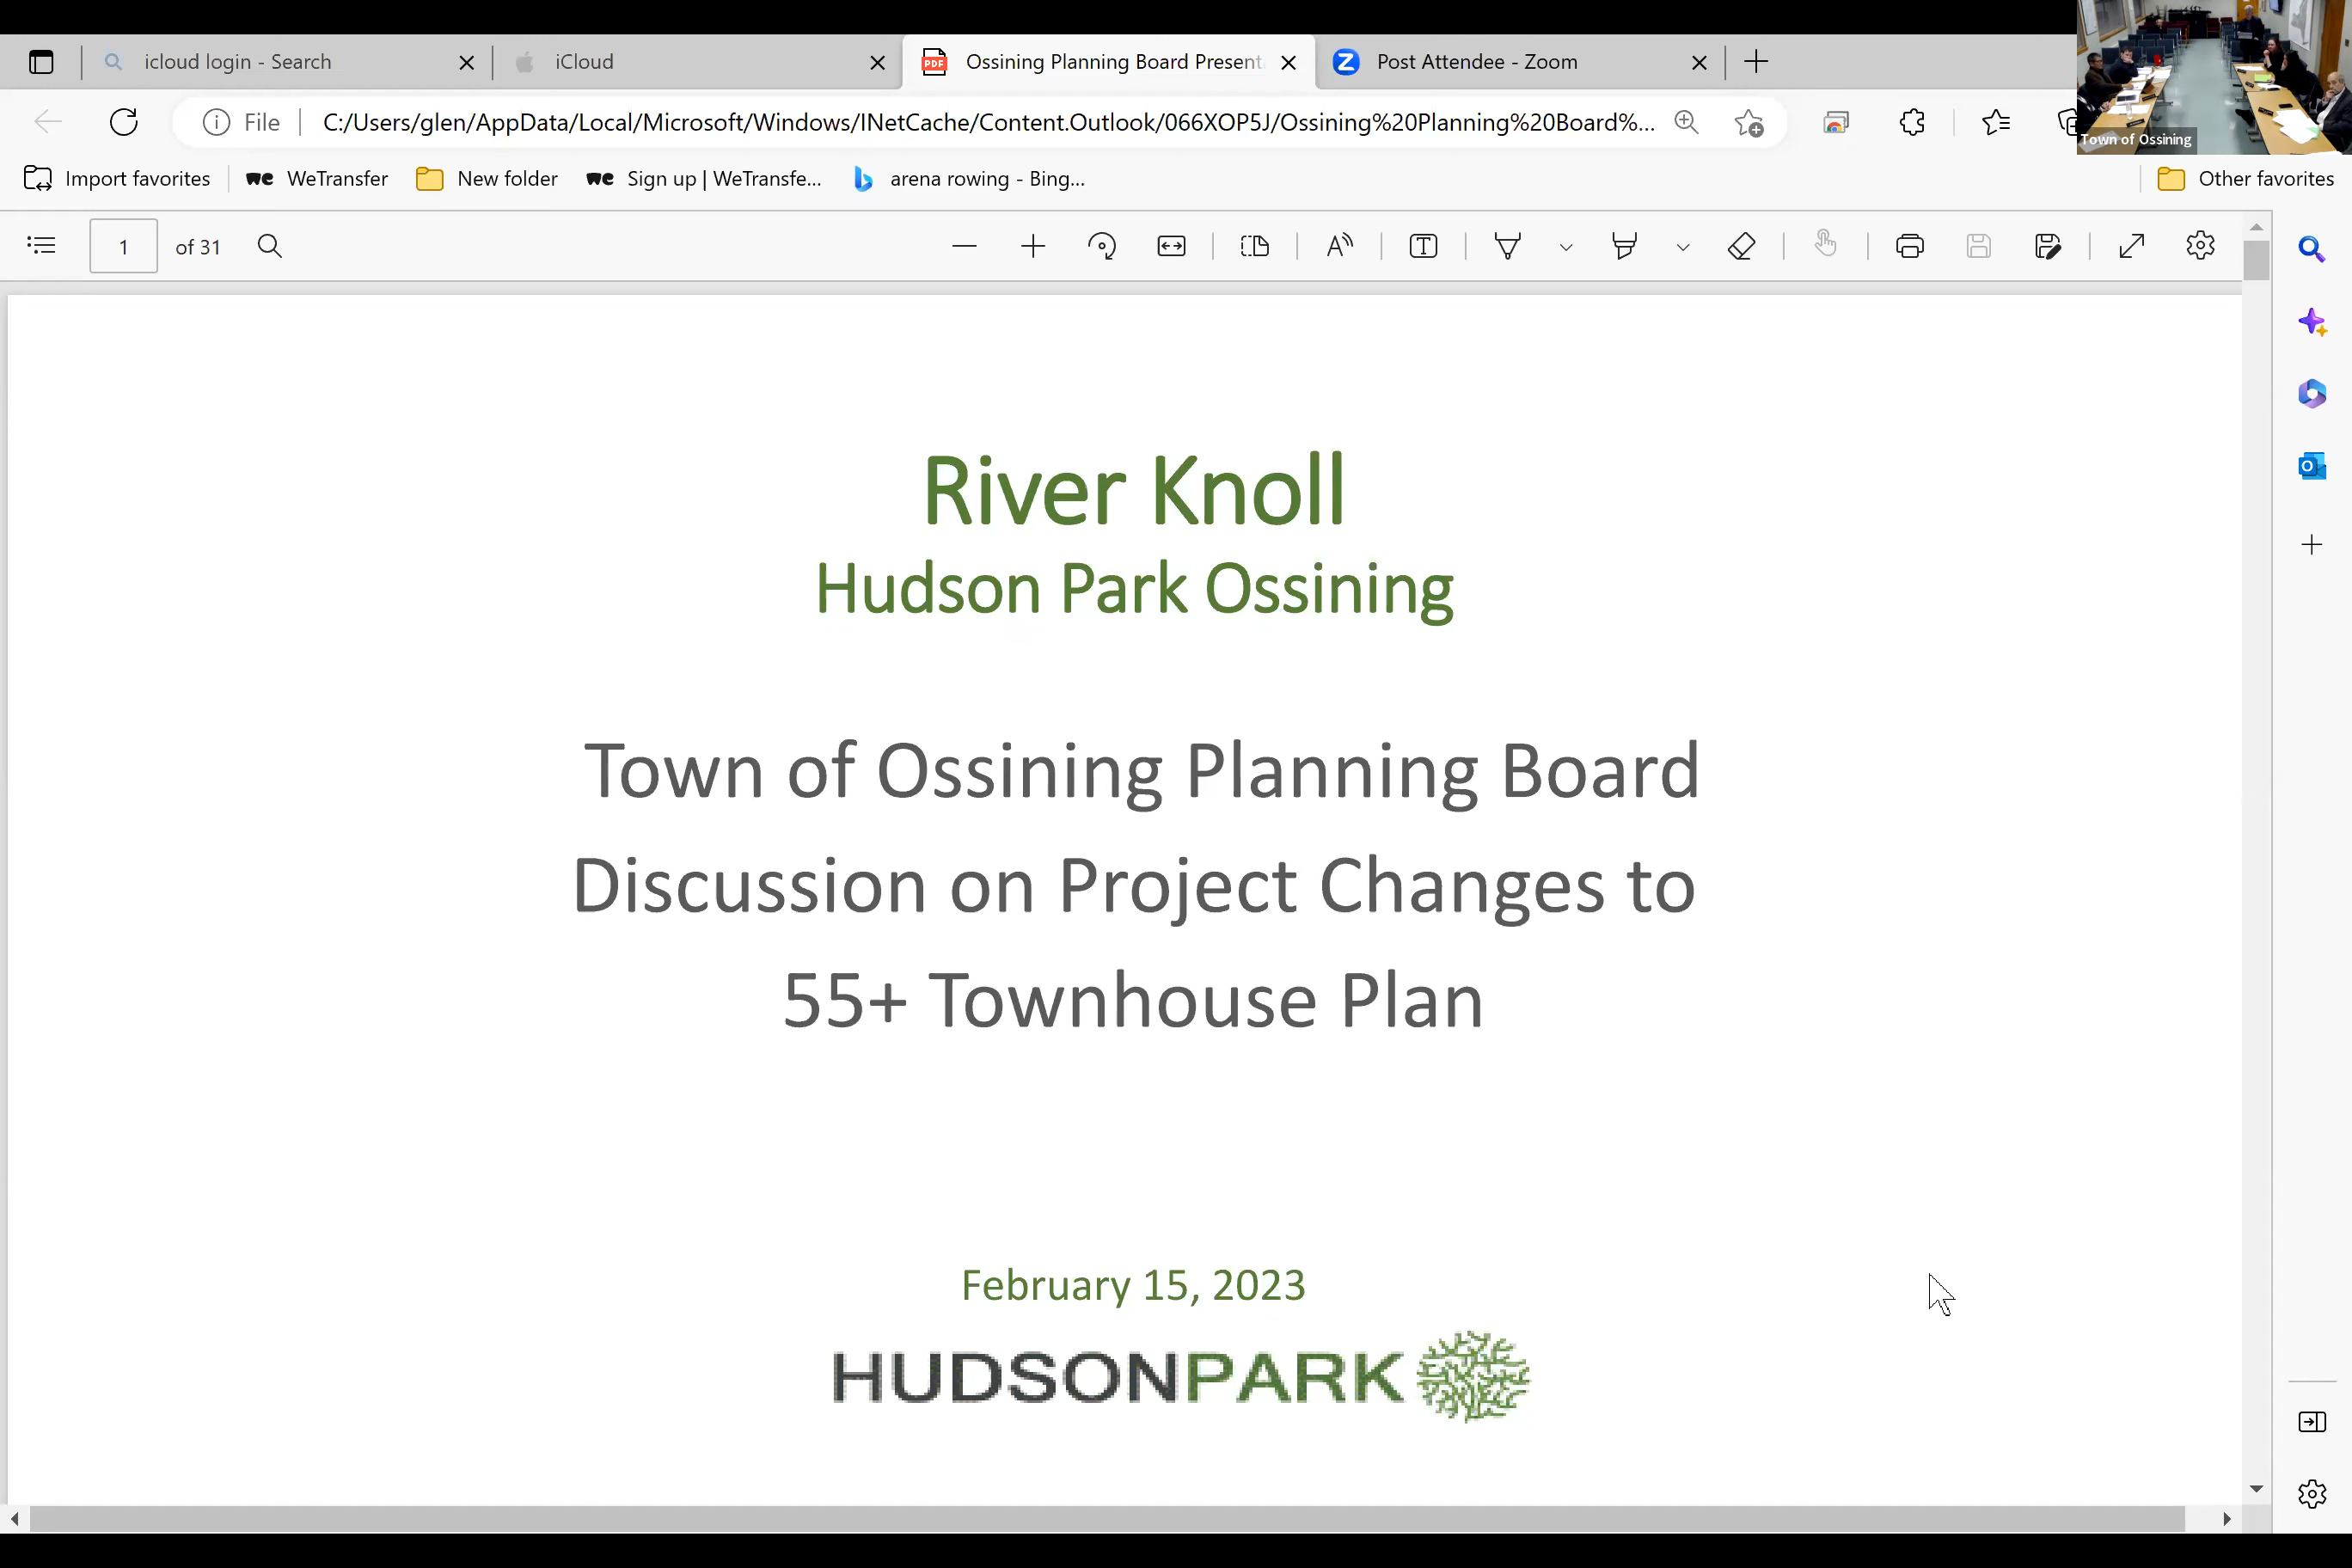 icloud login - Search
iCloud
Ossining Planning Board Present
Post Attendee - Zoom
File
C:/Users/glen/AppData/Local/Microsoft/Windows/INetCache/Content.Outlook/066XOP5J/Ossining%20Planning%20Board%...
Town of Ossining
Import favorites
WeTransfer
New folder
Sign up | WeTransfe...
arena rowing - Bing...
Other favorites
1 of 31
River Knoll
Hudson Park Ossining
Town of Ossining Planning Board
Discussion on Project Changes to
55+ Townhouse Plan
February 15, 2023
HUDSONPARK